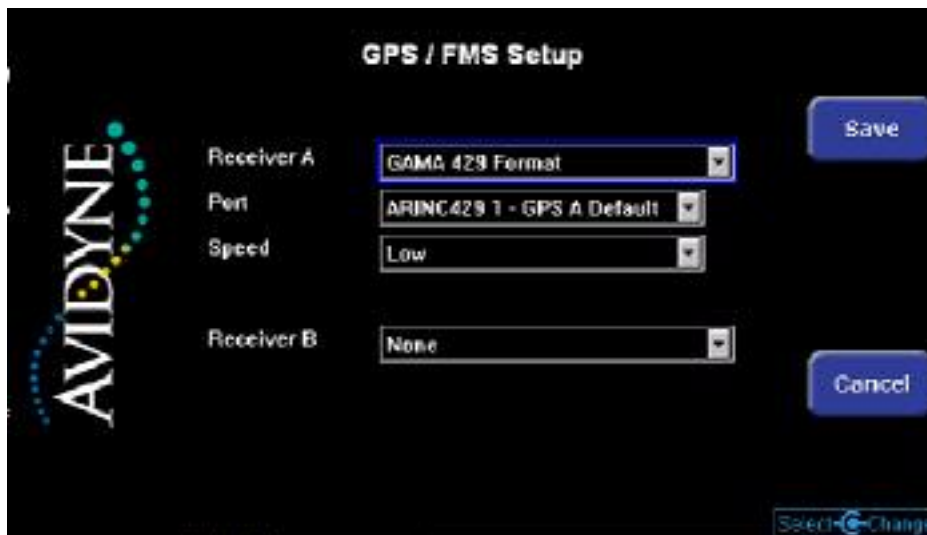 GPS / FMS Setup
Save
Receiver A
GAMA 429 Format
Port
ARINC429 1 - GPS A Default
Speed
Low
Receiver B
None
Cancel
AVIDYNE
Select Change